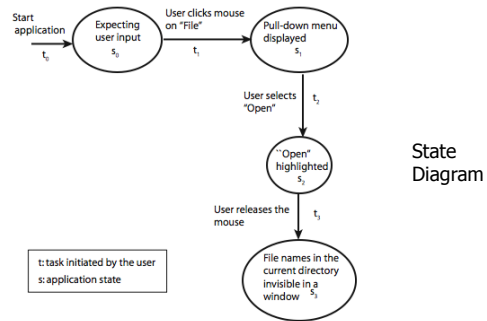 Start
application
t₀
Expecting
user input
s₀
User clicks mouse
on "File"
t₁
Pull-down menu
displayed
s₁
User selects
"Open"
t₂
``Open"
highlighted
s₂
State
Diagram
User releases the
mouse
t₃
File names in the
current directory
invisible in a
window s₃
t: task initiated by the user
s: application state